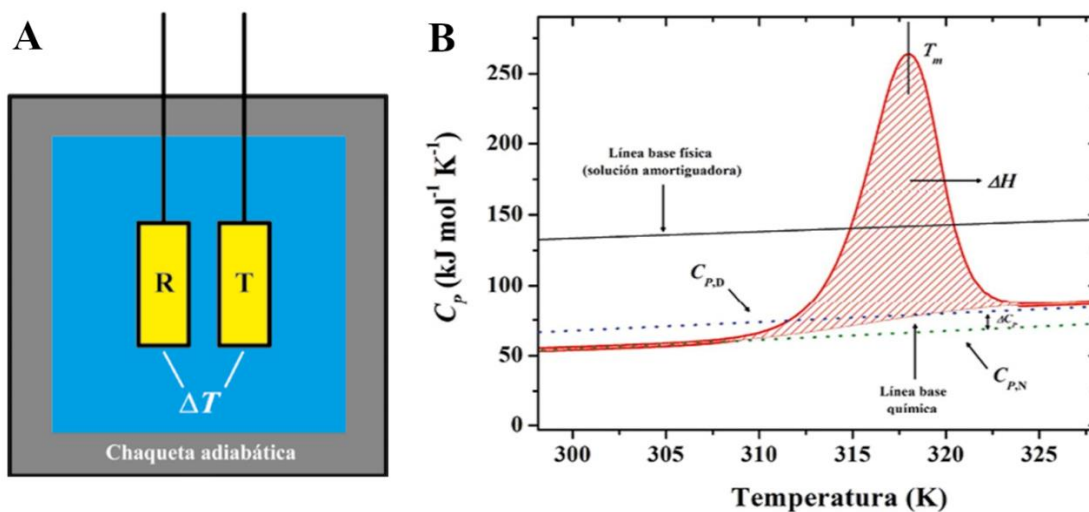 A
R
T
ΔT
Chaqueta adiabática
B
C_P (kJ mol⁻¹ K⁻¹)
250
200
150
100
50
0
T_m
Línea base física
(solución amortiguadora)
ΔH
C_P,D
ΔC_P
Línea base
química
C_P,N
300
305
310
315
320
325
Temperatura (K)